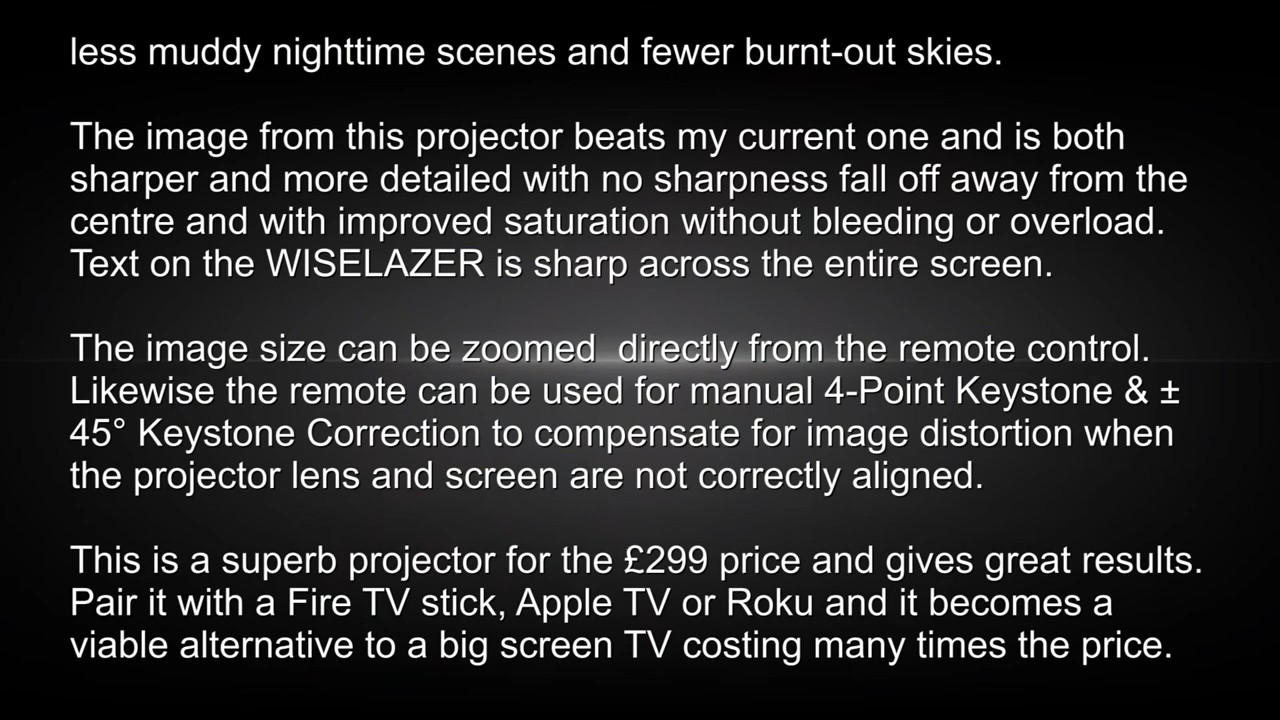 less muddy nighttime scenes and fewer burnt-out skies.
The image from this projector beats my current one and is both
sharper and more detailed with no sharpness fall off away from the
centre and with improved saturation without bleeding or overload.
Text on the WISELAZER is sharp across the entire screen.
The image size can be zoomed  directly from the remote control.
Likewise the remote can be used for manual 4-Point Keystone & ±
45° Keystone Correction to compensate for image distortion when
the projector lens and screen are not correctly aligned.
This is a superb projector for the £299 price and gives great results.
Pair it with a Fire TV stick, Apple TV or Roku and it becomes a
viable alternative to a big screen TV costing many times the price.